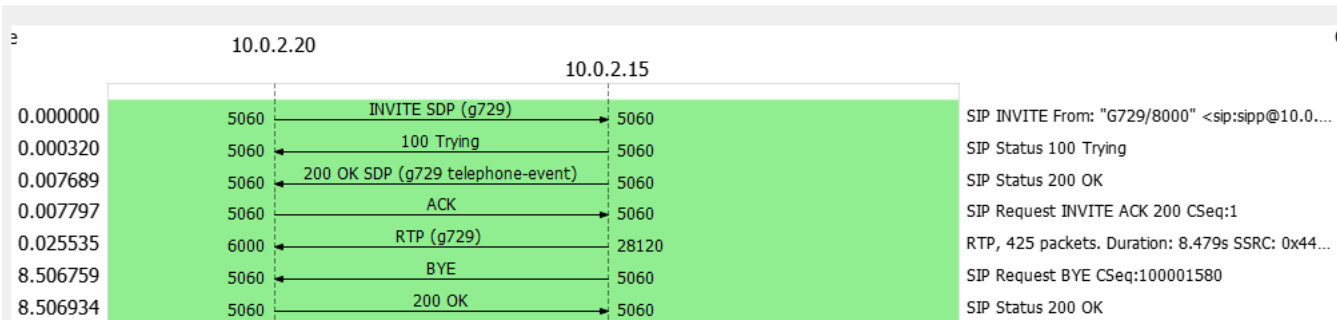 e
10.0.2.20
10.0.2.15
0.000000 5060 INVITE SDP (g729) 5060 SIP INVITE From: "G729/8000" <sip:sipp@10.0....
0.000320 5060 100 Trying 5060 SIP Status 100 Trying
0.007689 5060 200 OK SDP (g729 telephone-event) 5060 SIP Status 200 OK
0.007797 5060 ACK 5060 SIP Request INVITE ACK 200 CSeq:1
0.025535 6000 RTP (g729) 28120 RTP, 425 packets. Duration: 8.479s SSRC: 0x44...
8.506759 5060 BYE 5060 SIP Request BYE CSeq:100001580
8.506934 5060 200 OK 5060 SIP Status 200 OK